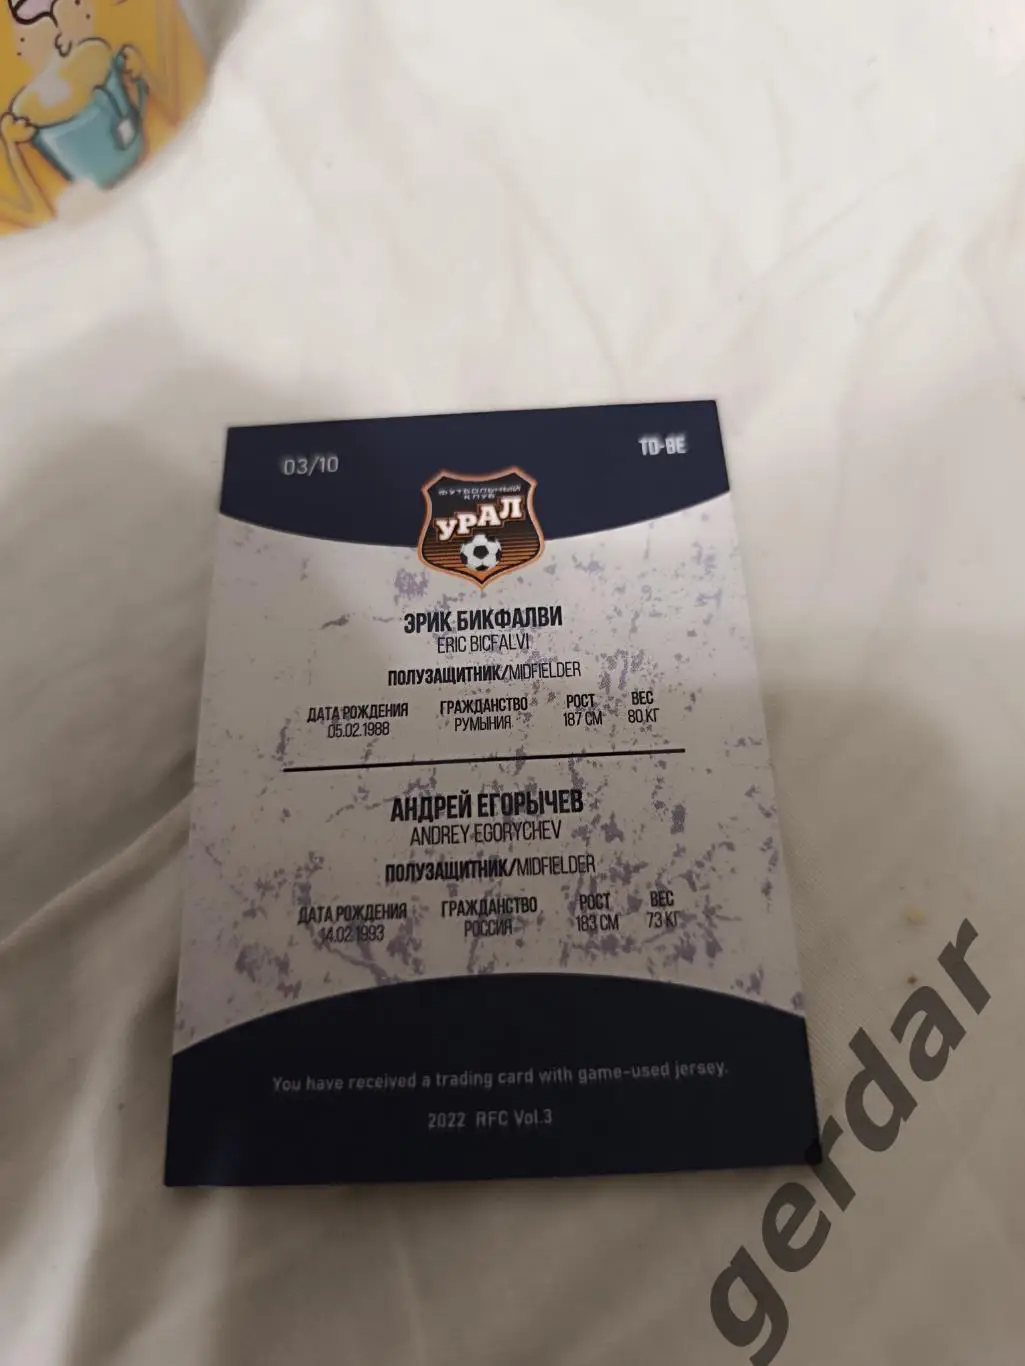 03/10
TO-BE
ФУТБОЛЬНЫЙ
КЛУБ
УРАЛ
ЭРИК БИКФАЛВИ
ERIC BICFALVI
ПОЛУЗАЩИТНИК/MIDFIELDER
ДАТА РОЖДЕНИЯ ГРАЖДАНСТВО РОСТ ВЕС
05.02.1988 РУМЫНИЯ 187 СМ 80 КГ
АНДРЕЙ ЕГОРЫЧЕВ
ANDREY EGORYCHEV
ПОЛУЗАЩИТНИК/MIDFIELDER
ДАТА РОЖДЕНИЯ ГРАЖДАНСТВО РОСТ ВЕС
14.02.1993 РОССИЯ 183 СМ 73 КГ
You have received a trading card with game-used jersey.
2022 RFC Vol.3
gerdar